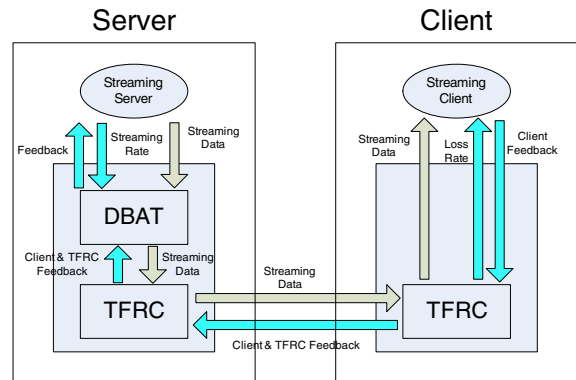 Server
Client
Streaming
Server
Streaming
Client
Feedback
Streaming
Rate
Streaming
Data
Streaming
Data
Loss
Rate
Client
Feedback
DBAT
Client & TFRC
Feedback
Streaming
Data
Streaming
Data
TFRC
TFRC
Client & TFRC Feedback